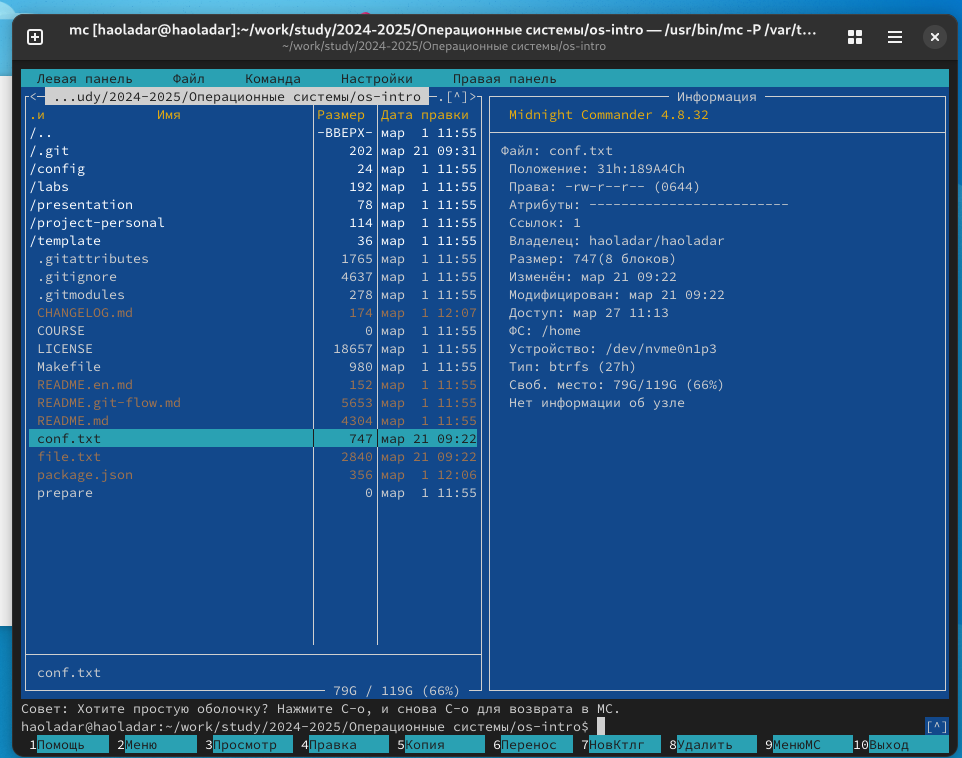 mc [haoladar@haoladar]:~/work/study/2024-2025/Операционные системы/os-intro — /usr/bin/mc -P /var/t…
~/work/study/2024-2025/Операционные системы/os-intro
Левая панель Файл Команда Настройки Правая панель
<— ...udy/2024-2025/Операционные системы/os-intro —.[^]>
.и Имя Размер Дата правки
/.. -ВВЕРХ- мар 1 11:55
/.git 202 мар 21 09:31
/config 24 мар 1 11:55
/labs 192 мар 1 11:55
/presentation 78 мар 1 11:55
/project-personal 114 мар 1 11:55
/template 36 мар 1 11:55
.gitattributes 1765 мар 1 11:55
.gitignore 4637 мар 1 11:55
.gitmodules 278 мар 1 11:55
CHANGELOG.md 174 мар 1 12:07
COURSE 0 мар 1 11:55
LICENSE 18657 мар 1 11:55
Makefile 980 мар 1 11:55
README.en.md 152 мар 1 11:55
README.git-flow.md 5653 мар 1 11:55
README.md 4304 мар 1 11:55
conf.txt 747 мар 21 09:22
file.txt 2840 мар 21 09:22
package.json 356 мар 1 12:06
prepare 0 мар 1 11:55
conf.txt
79G / 119G (66%)
Информация
Midnight Commander 4.8.32
Файл: conf.txt
Положение: 31h:189A4Ch
Права: -rw-r--r-- (0644)
Атрибуты: -------------------------
Ссылок: 1
Владелец: haoladar/haoladar
Размер: 747(8 блоков)
Изменён: мар 21 09:22
Модифицирован: мар 21 09:22
Доступ: мар 27 11:13
ФС: /home
Устройство: /dev/nvme0n1p3
Тип: btrfs (27h)
Своб. место: 79G/119G (66%)
Нет информации об узле
Совет: Хотите простую оболочку? Нажмите C-o, и снова C-o для возврата в MC.
haoladar@haoladar:~/work/study/2024-2025/Операционные системы/os-intro$ [^]
1Помощь 2Меню 3Просмотр 4Правка 5Копия 6Перенос 7НовКтлг 8Удалить 9МенюМС 10Выход